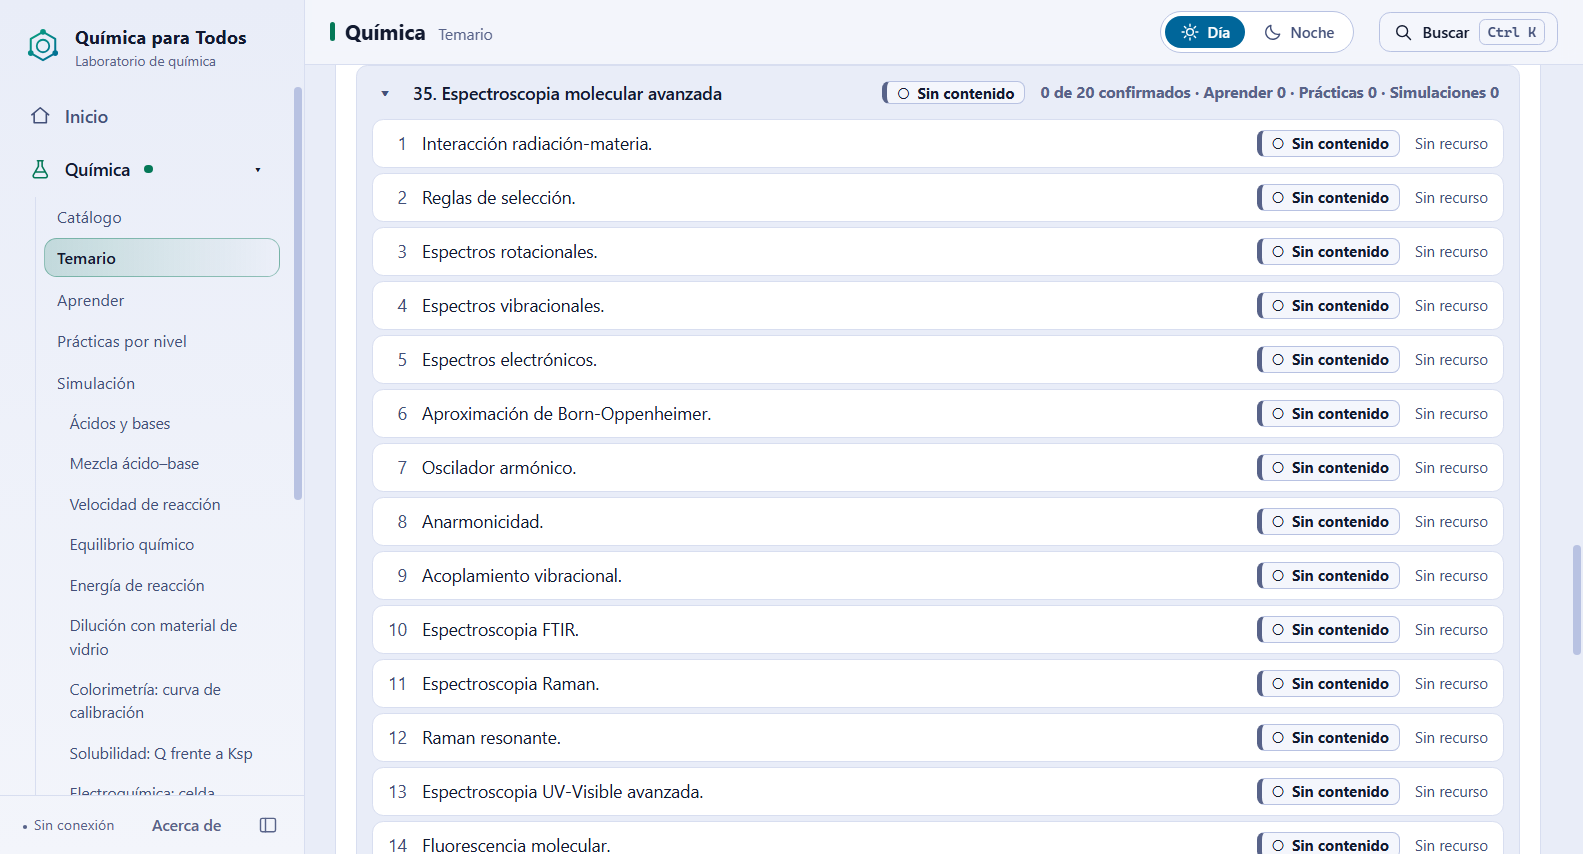 Química para Todos
Laboratorio de química
Inicio
Química
Catálogo
Temario
Aprender
Prácticas por nivel
Simulación
Ácidos y bases
Mezcla ácido–base
Velocidad de reacción
Equilibrio químico
Energía de reacción
Dilución con material de
vidrio
Colorimetría: curva de
calibración
Solubilidad: Q frente a Ksp
Electroquímica: celda
Sin conexión
Acerca de
Química Temario
Día
Noche
Buscar Ctrl K
35. Espectroscopia molecular avanzada Sin contenido 0 de 20 confirmados · Aprender 0 · Prácticas 0 · Simulaciones 0
1 Interacción radiación-materia. Sin contenido Sin recurso
2 Reglas de selección. Sin contenido Sin recurso
3 Espectros rotacionales. Sin contenido Sin recurso
4 Espectros vibracionales. Sin contenido Sin recurso
5 Espectros electrónicos. Sin contenido Sin recurso
6 Aproximación de Born-Oppenheimer. Sin contenido Sin recurso
7 Oscilador armónico. Sin contenido Sin recurso
8 Anarmonicidad. Sin contenido Sin recurso
9 Acoplamiento vibracional. Sin contenido Sin recurso
10 Espectroscopia FTIR. Sin contenido Sin recurso
11 Espectroscopia Raman. Sin contenido Sin recurso
12 Raman resonante. Sin contenido Sin recurso
13 Espectroscopia UV-Visible avanzada. Sin contenido Sin recurso
14 Fluorescencia molecular. Sin contenido Sin recurso